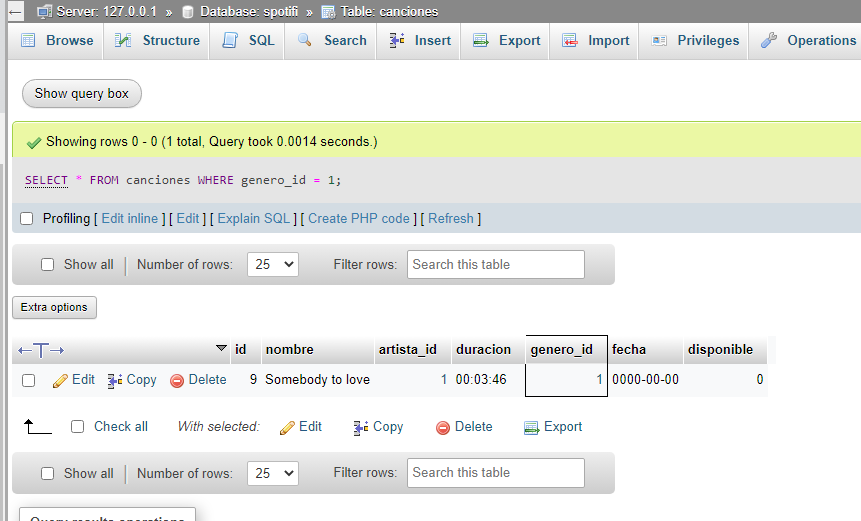 Server: 127.0.0.1 » Database: spotifi » Table: canciones
Browse Structure SQL Search Insert Export Import Privileges Operations
Show query box
Showing rows 0 - 0 (1 total, Query took 0.0014 seconds.)
SELECT * FROM canciones WHERE genero_id = 1;
Profiling [ Edit inline ] [ Edit ] [ Explain SQL ] [ Create PHP code ] [ Refresh ]
Show all Number of rows: 25 Filter rows: Search this table
Extra options
id nombre artista_id duracion genero_id fecha disponible
Edit Copy Delete 9 Somebody to love 1 00:03:46 1 0000-00-00 0
Check all With selected: Edit Copy Delete Export
Show all Number of rows: 25 Filter rows: Search this table
Query results operations